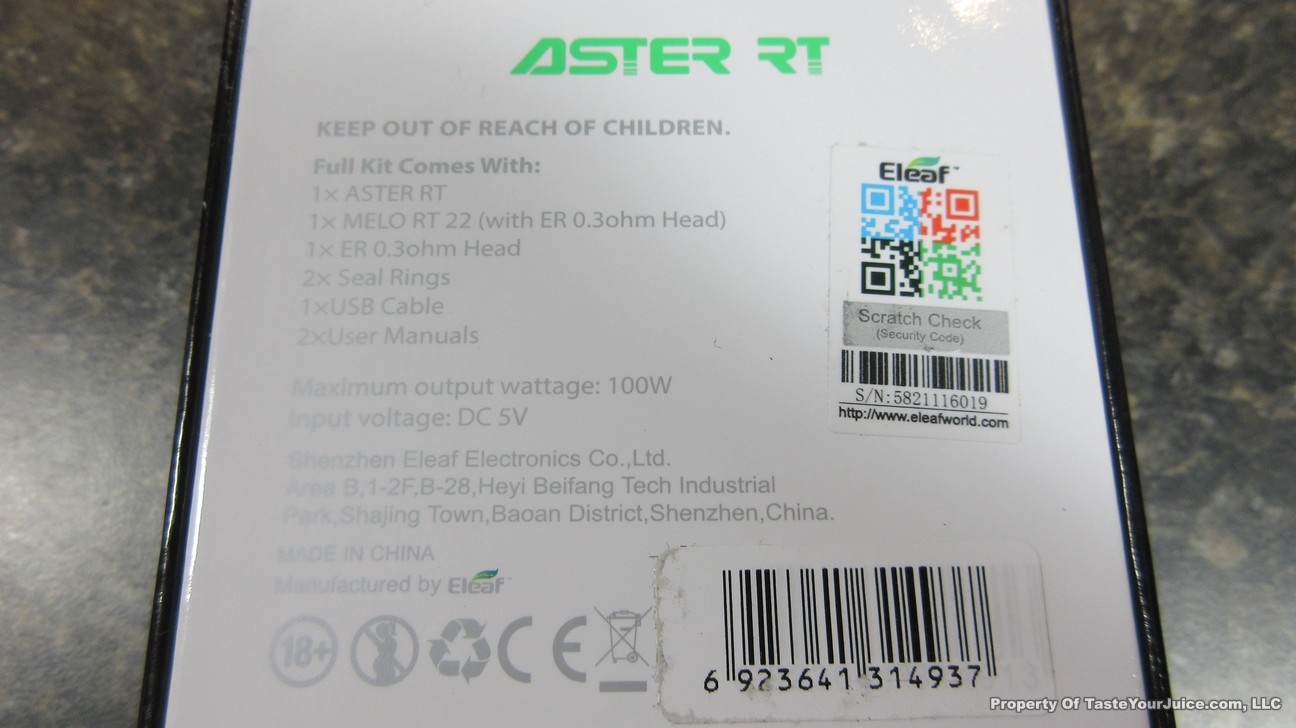 ASTER RT
KEEP OUT OF REACH OF CHILDREN.
Full Kit Comes With:
1× ASTER RT
1× MELO RT 22 (with ER 0.3ohm Head)
1× ER 0.3ohm Head
2× Seal Rings
1×USB Cable
2×User Manuals
Maximum output wattage: 100W
Input voltage: DC 5V
Shenzhen Eleaf Electronics Co.,Ltd.
Area B,1-2F,B-28,Heyi Beifang Tech Industrial
Park,Shajing Town,Baoan District,Shenzhen,China.
MADE IN CHINA
Manufactured by Eleaf™
18+
CE
Eleaf™
Scratch Check
(Security Code)
S/N:5821116019
http://www.eleafworld.com
6 923641 314937
Property Of TasteYourJuice.com, LLC